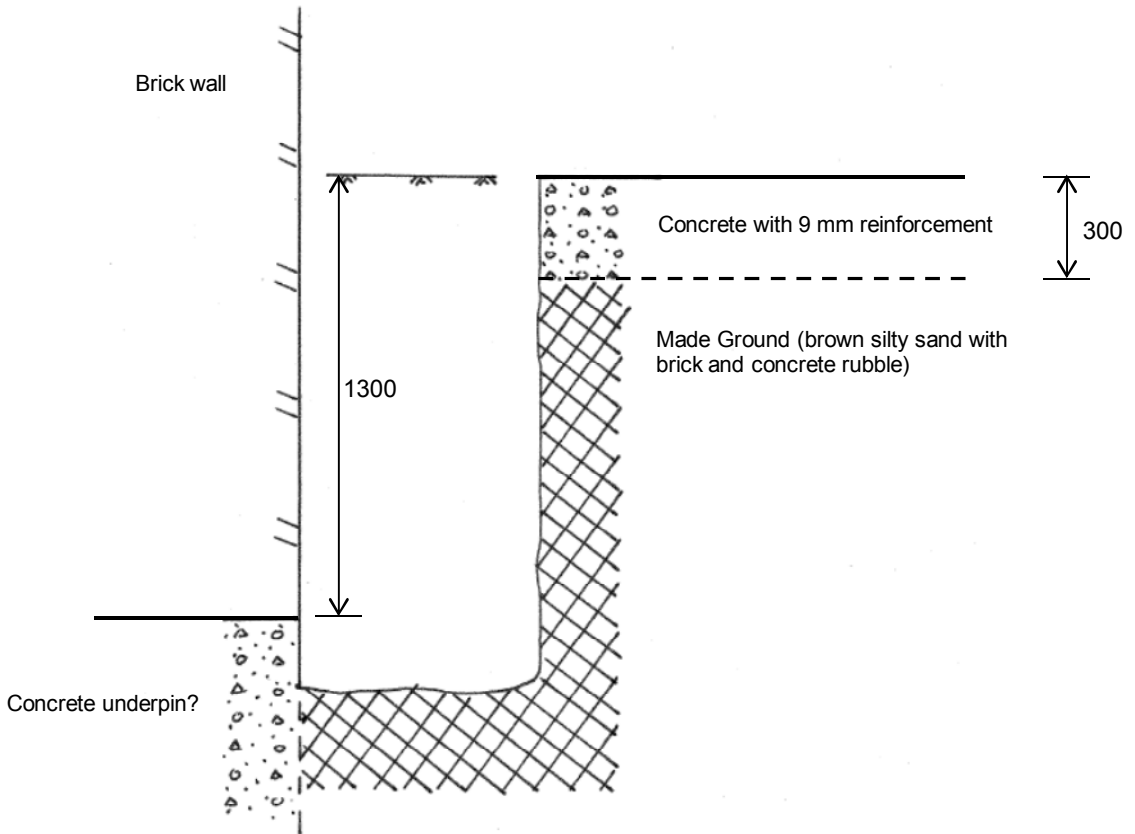 Brick wall
Concrete with 9 mm reinforcement
300
Made Ground (brown silty sand with
brick and concrete rubble)
1300
Concrete underpin?